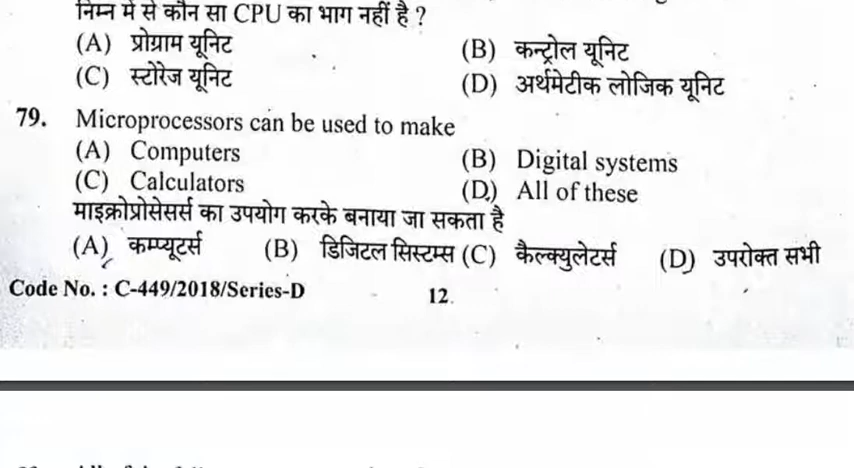 निम्न में से कौन सा CPU का भाग नहीं है ?
(A) प्रोग्राम यूनिट (B) कन्ट्रोल यूनिट
(C) स्टोरेज यूनिट (D) अर्थमेटीक लोजिक यूनिट
79. Microprocessors can be used to make
(A) Computers (B) Digital systems
(C) Calculators (D) All of these
माइक्रोप्रोसेसर्स का उपयोग करके बनाया जा सकता है
(A) कम्प्यूटर्स (B) डिजिटल सिस्टम्स (C) कैल्क्युलेटर्स (D) उपरोक्त सभी
Code No. : C-449/2018/Series-D 12